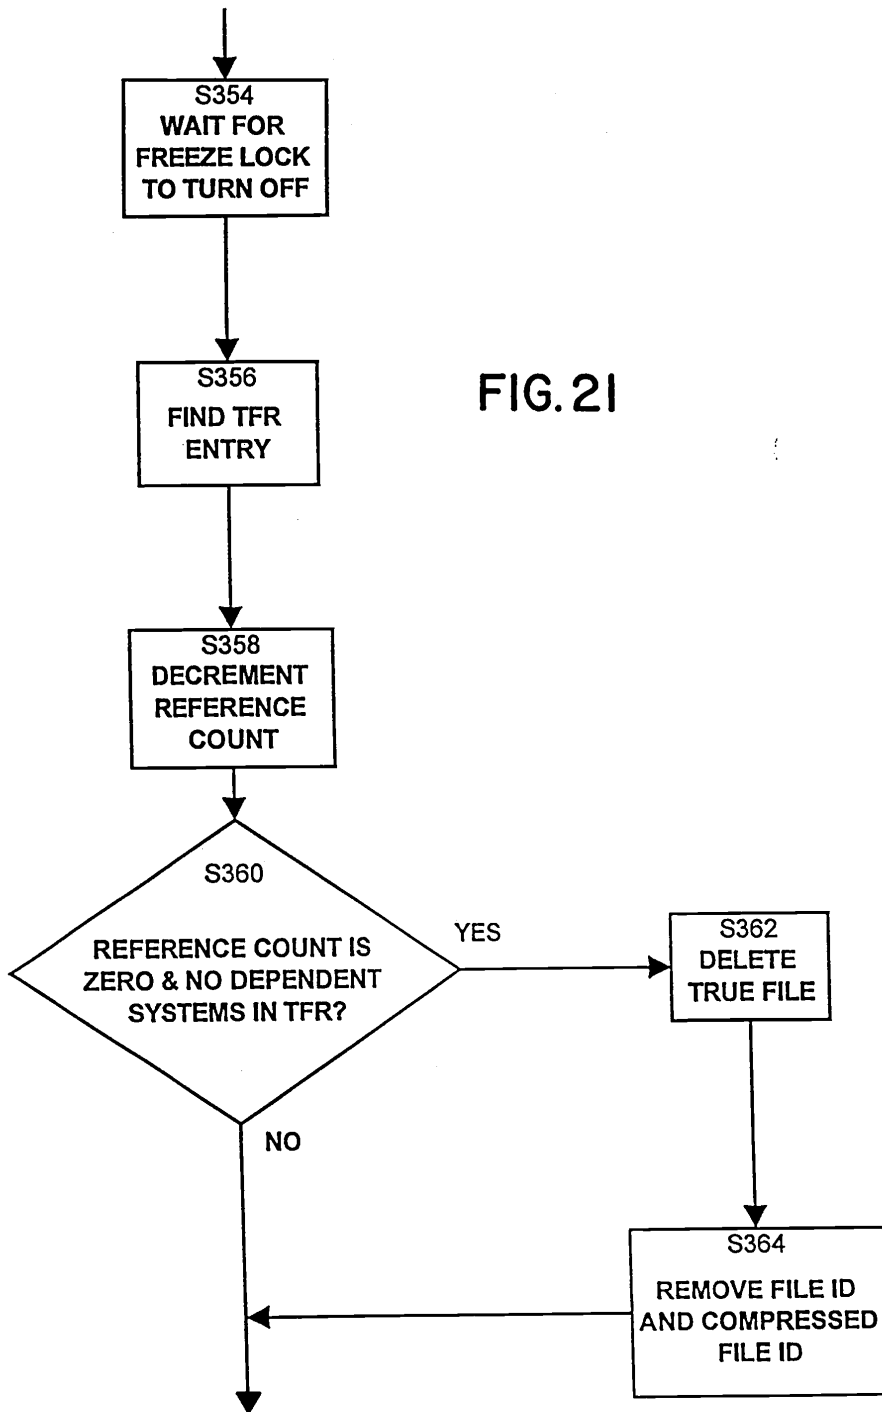 S354
WAIT FOR
FREEZE LOCK
TO TURN OFF
S356
FIND TFR
ENTRY
FIG. 21
S358
DECREMENT
REFERENCE
COUNT
S360
REFERENCE COUNT IS
ZERO & NO DEPENDENT
SYSTEMS IN TFR?
YES
NO
S362
DELETE
TRUE FILE
S364
REMOVE FILE ID
AND COMPRESSED
FILE ID